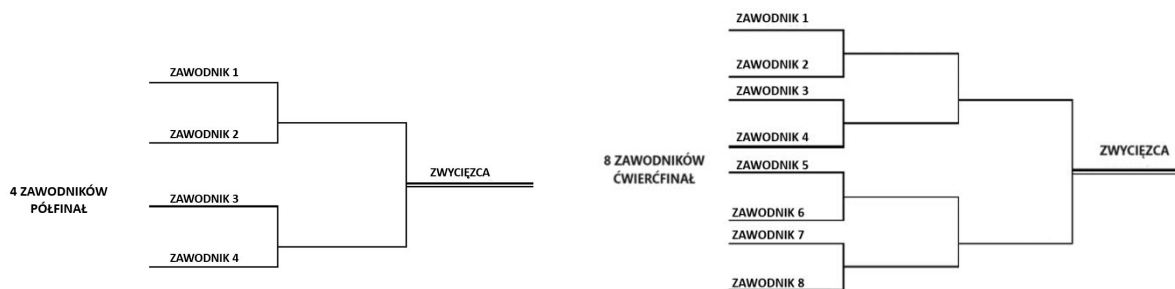 ZAWODNIK 1
ZAWODNIK 2
4 ZAWODNIKÓW
PÓŁFINAŁ
ZAWODNIK 3
ZAWODNIK 4
ZWYCIĘZCA
ZAWODNIK 1
ZAWODNIK 2
ZAWODNIK 3
ZAWODNIK 4
8 ZAWODNIKÓW
ĆWIERĆFINAŁ
ZAWODNIK 5
ZAWODNIK 6
ZAWODNIK 7
ZAWODNIK 8
ZWYCIĘZCA